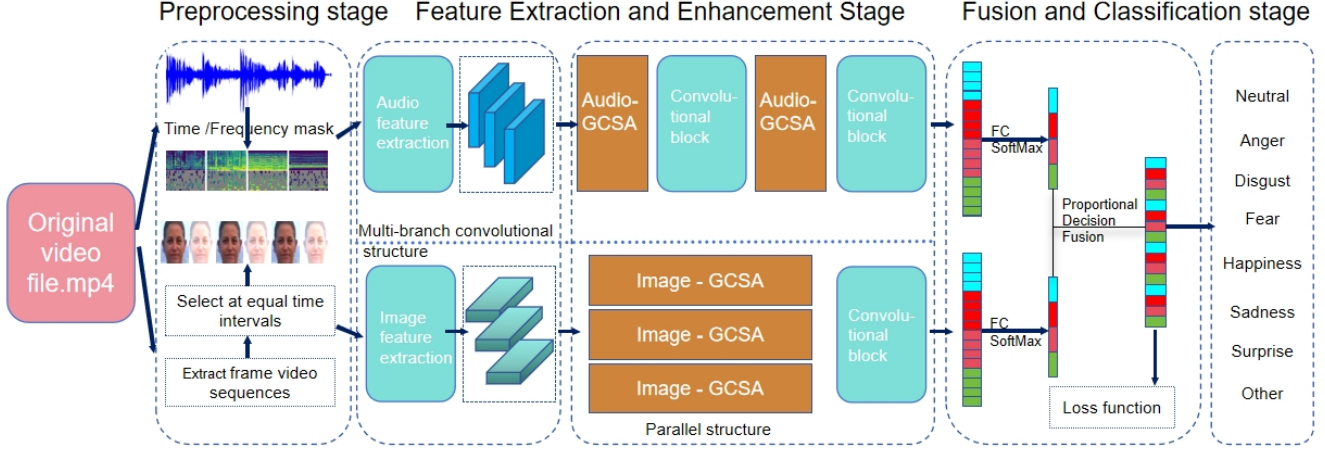 Preprocessing stage
Feature Extraction and Enhancement Stage
Fusion and Classification stage
Original
video
file.mp4
Time /Frequency mask
Select at equal time
intervals
Extract frame video
sequences
Audio
feature
extraction
Multi-branch convolutional
structure
Image
feature
extraction
Audio-
GCSA
Convolu-
tional
block
Audio-
GCSA
Convolu-
tional
block
Image - GCSA
Image - GCSA
Image - GCSA
Convolu-
tional
block
Parallel structure
FC
SoftMax
Proportional
Decision
Fusion
FC
SoftMax
Loss function
Neutral
Anger
Disgust
Fear
Happiness
Sadness
Surprise
Other